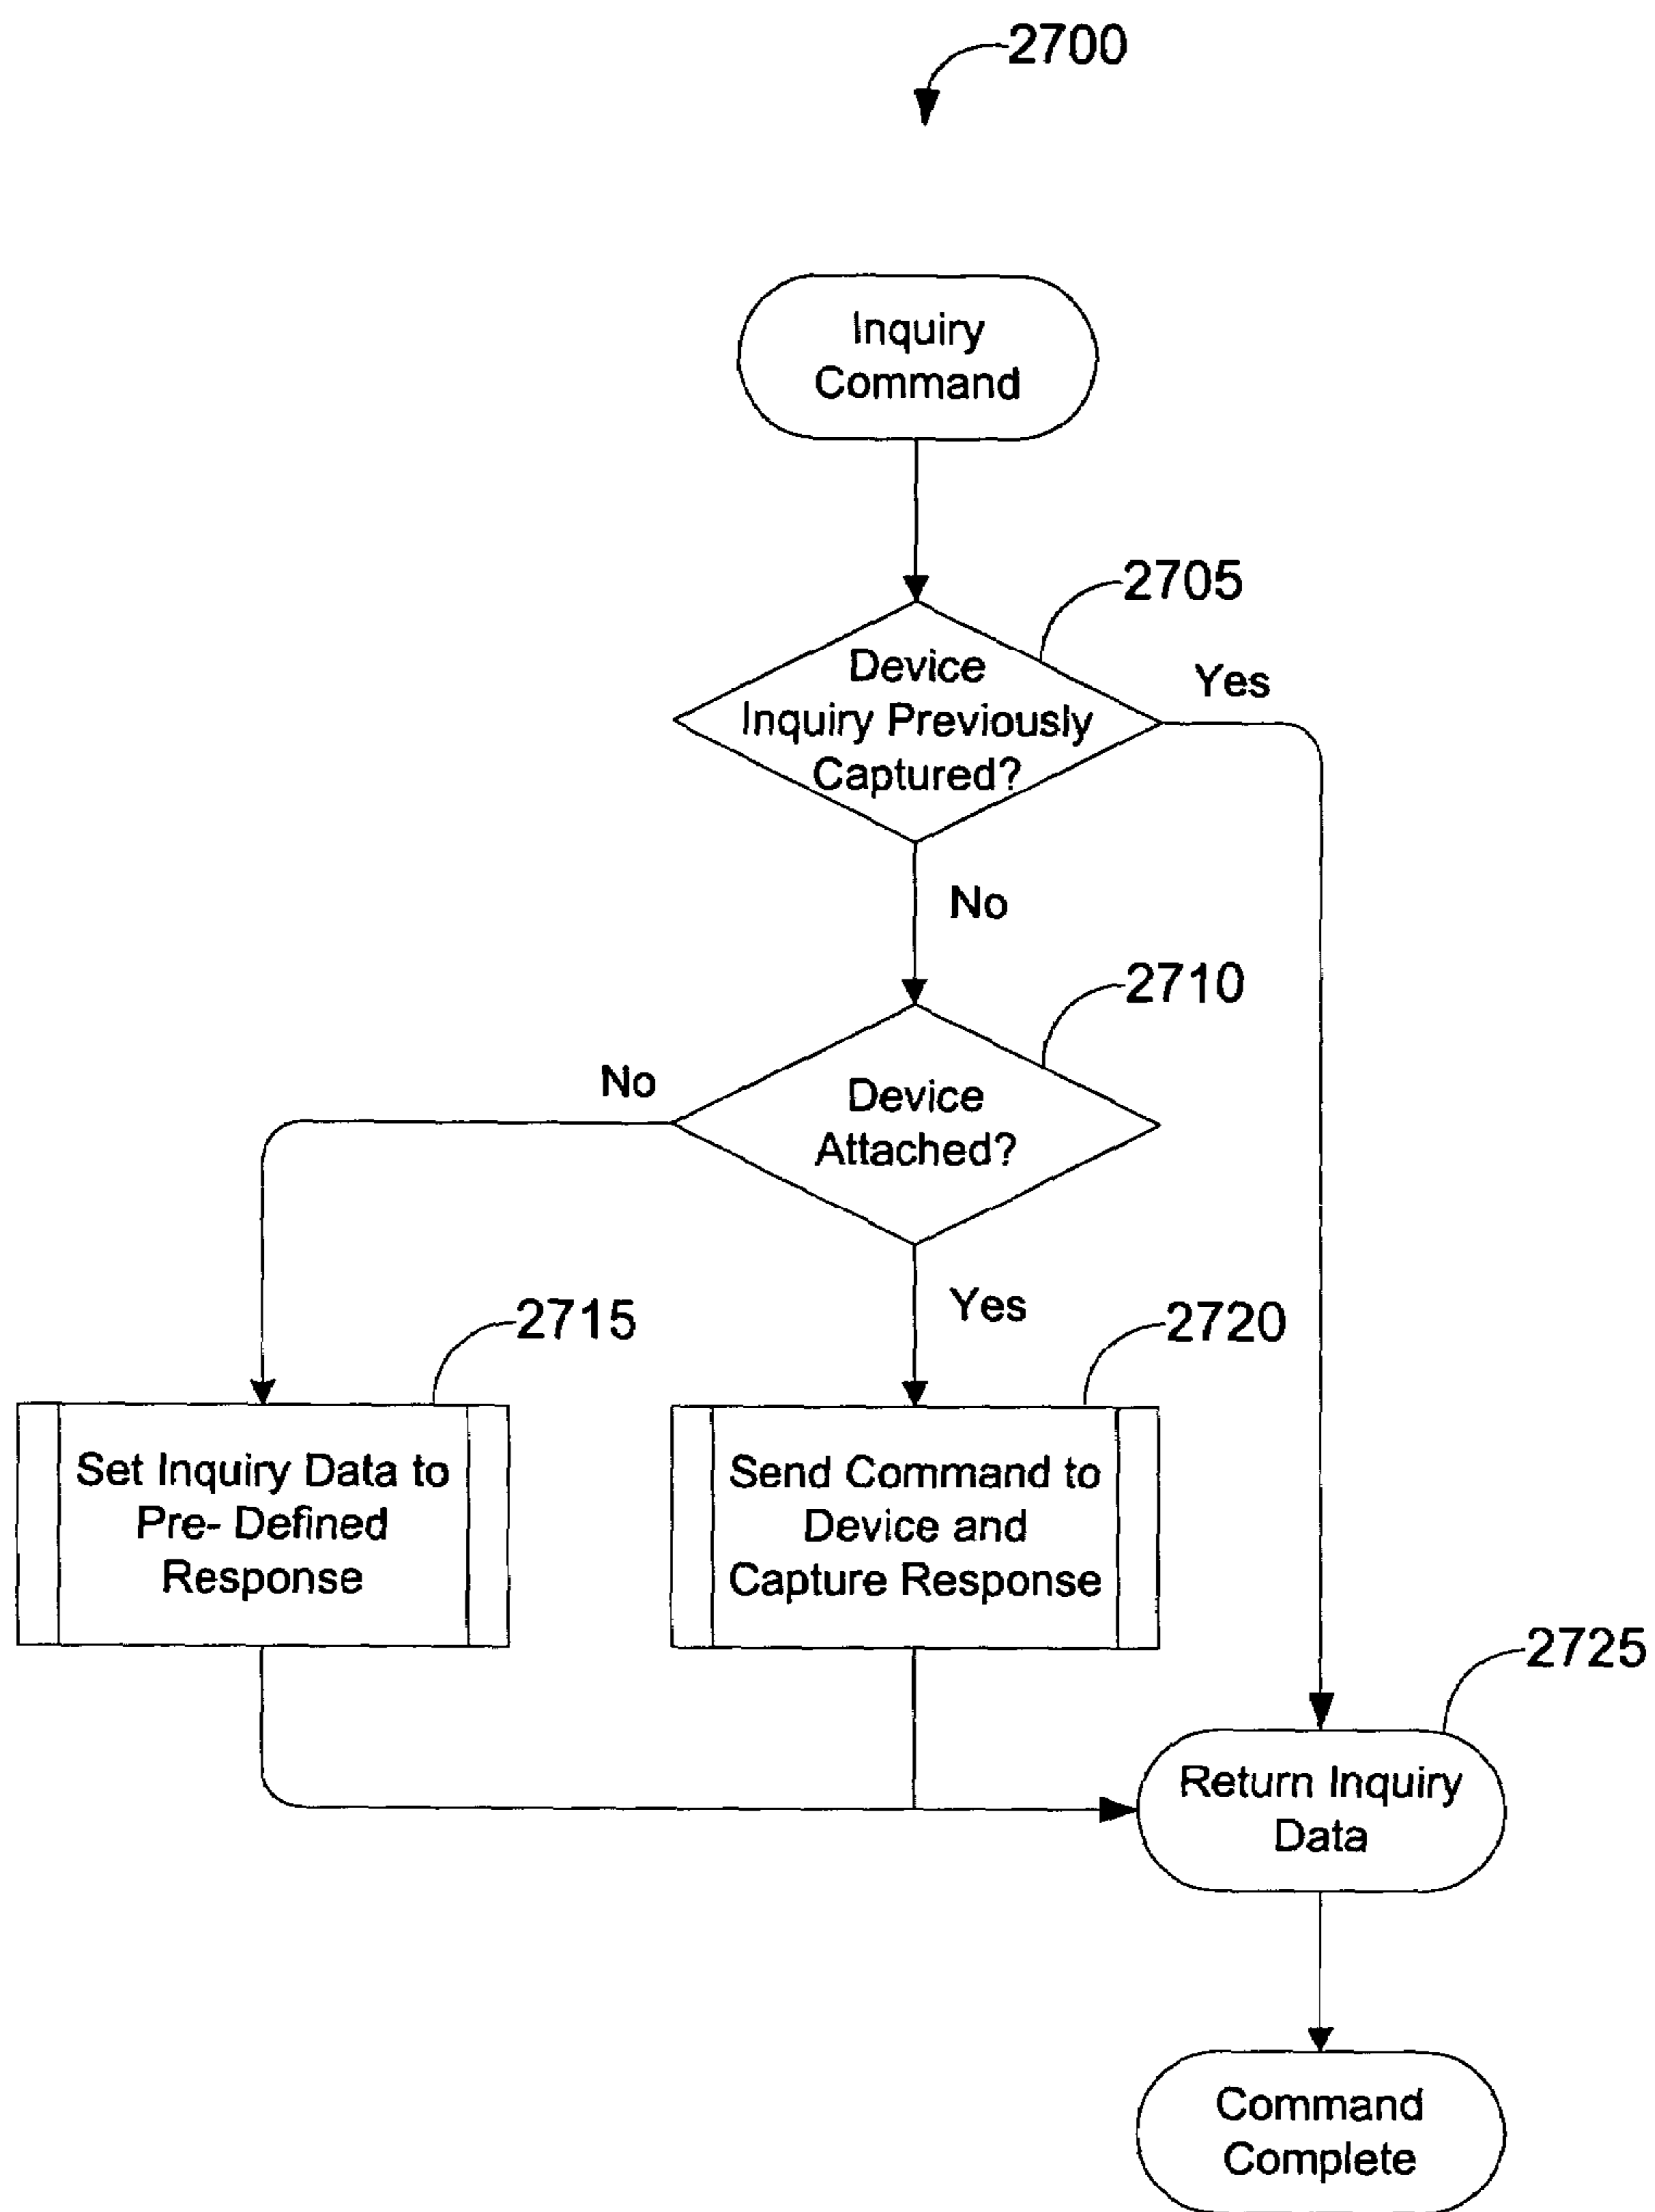 2700
Inquiry
Command
2705
Device
Inquiry Previously
Captured?
Yes
No
2710
No
Device
Attached?
Yes
2715
2720
Set Inquiry Data to
Pre- Defined
Response
Send Command to
Device and
Capture Response
2725
Return Inquiry
Data
Command
Complete